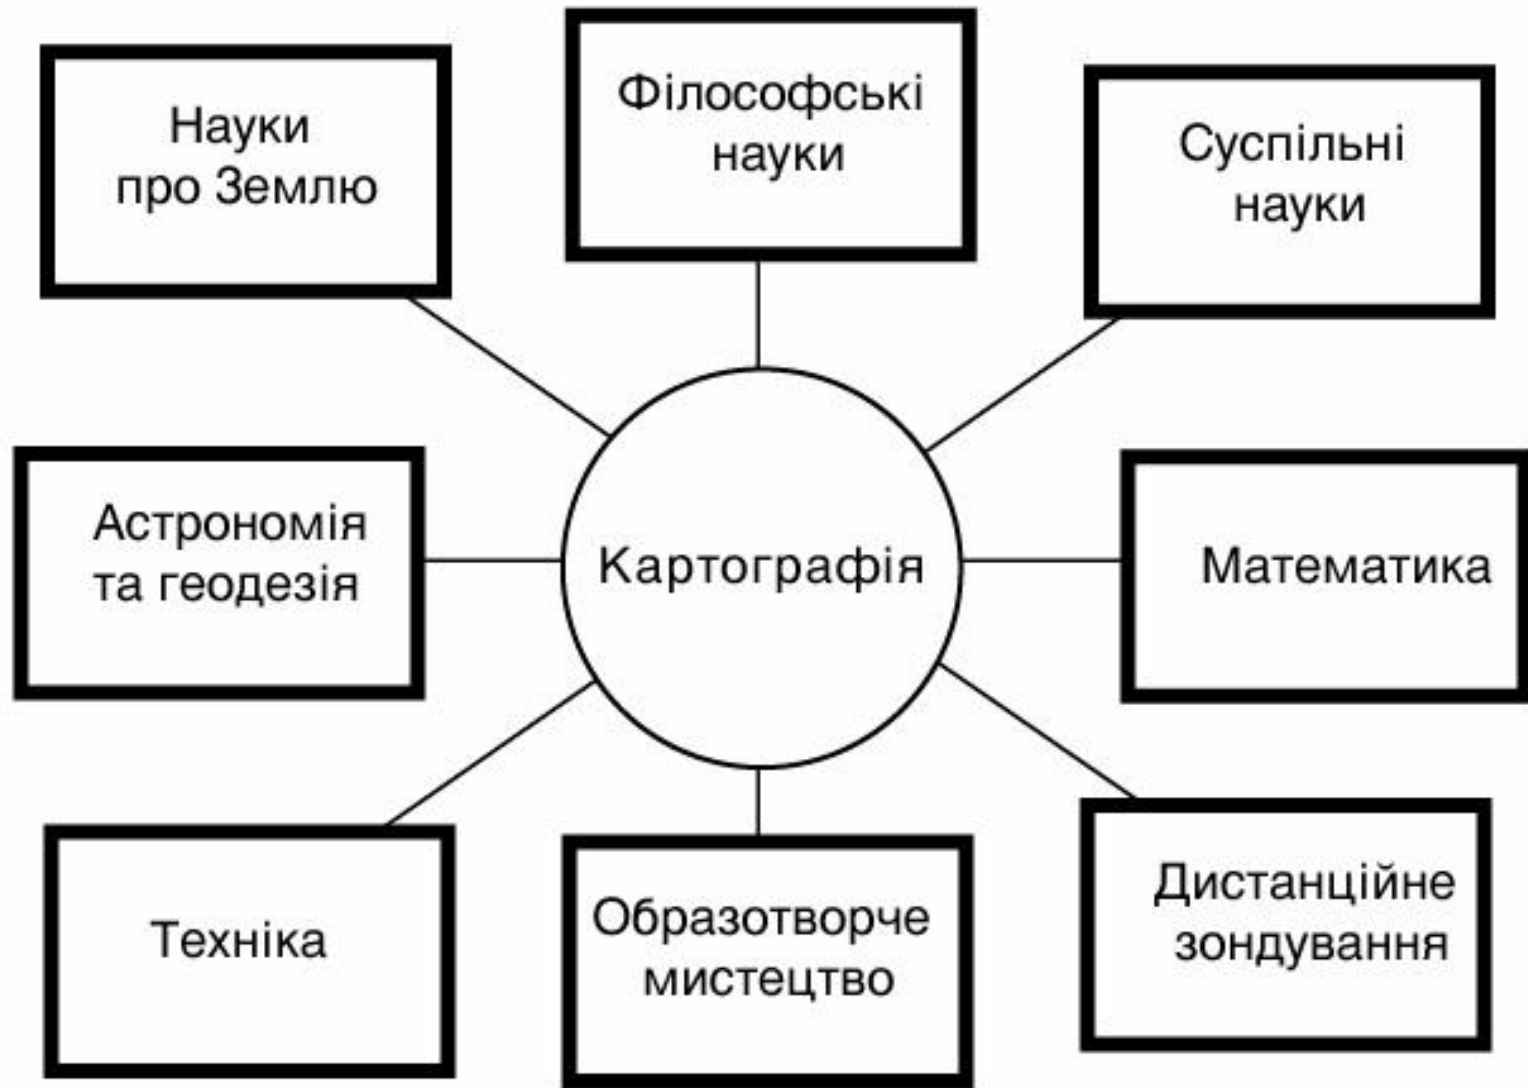 Науки
про Землю
Філософські
науки
Суспільні
науки
Астрономія
та геодезія
Картографія
Математика
Техніка
Образотворче
мистецтво
Дистанційне
зондування